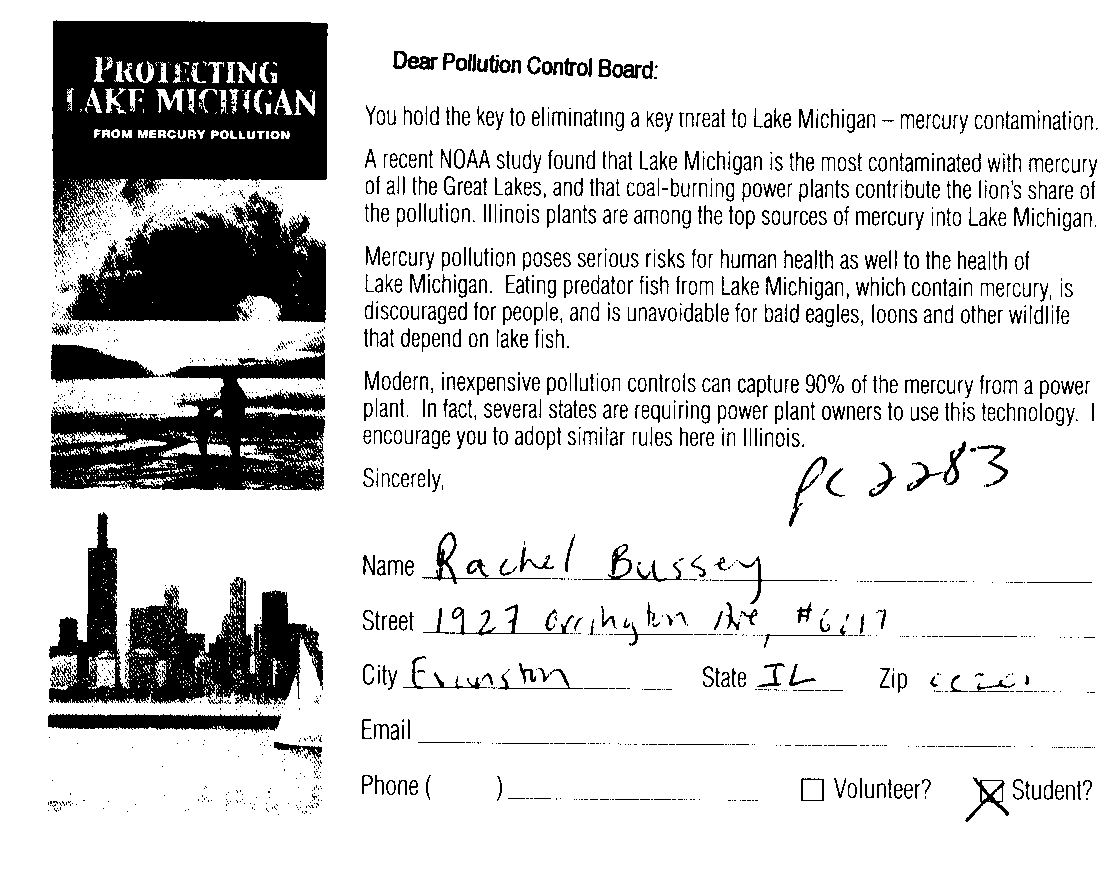 PROTECTING
LAKE MICHIGAN
FROM MERCURY POLLUTION
Dear Pollution Control Board:
You hold the key to eliminating a key threat to Lake Michigan – mercury contamination.
A recent NOAA study found that Lake Michigan is the most contaminated with mercury
of all the Great Lakes, and that coal-burning power plants contribute the lion's share of
the pollution. Illinois plants are among the top sources of mercury into Lake Michigan.
Mercury pollution poses serious risks for human health as well to the health of
Lake Michigan. Eating predator fish from Lake Michigan, which contain mercury, is
discouraged for people, and is unavoidable for bald eagles, loons and other wildlife
that depend on lake fish.
Modern, inexpensive pollution controls can capture 90% of the mercury from a power
plant. In fact, several states are requiring power plant owners to use this technology. I
encourage you to adopt similar rules here in Illinois.
Sincerely,
PC 2283
Name Rachel Bussey
Street 1927 Orrington Ave,
City Evanston State IL Zip
Email
Phone ( )
Volunteer? Student?